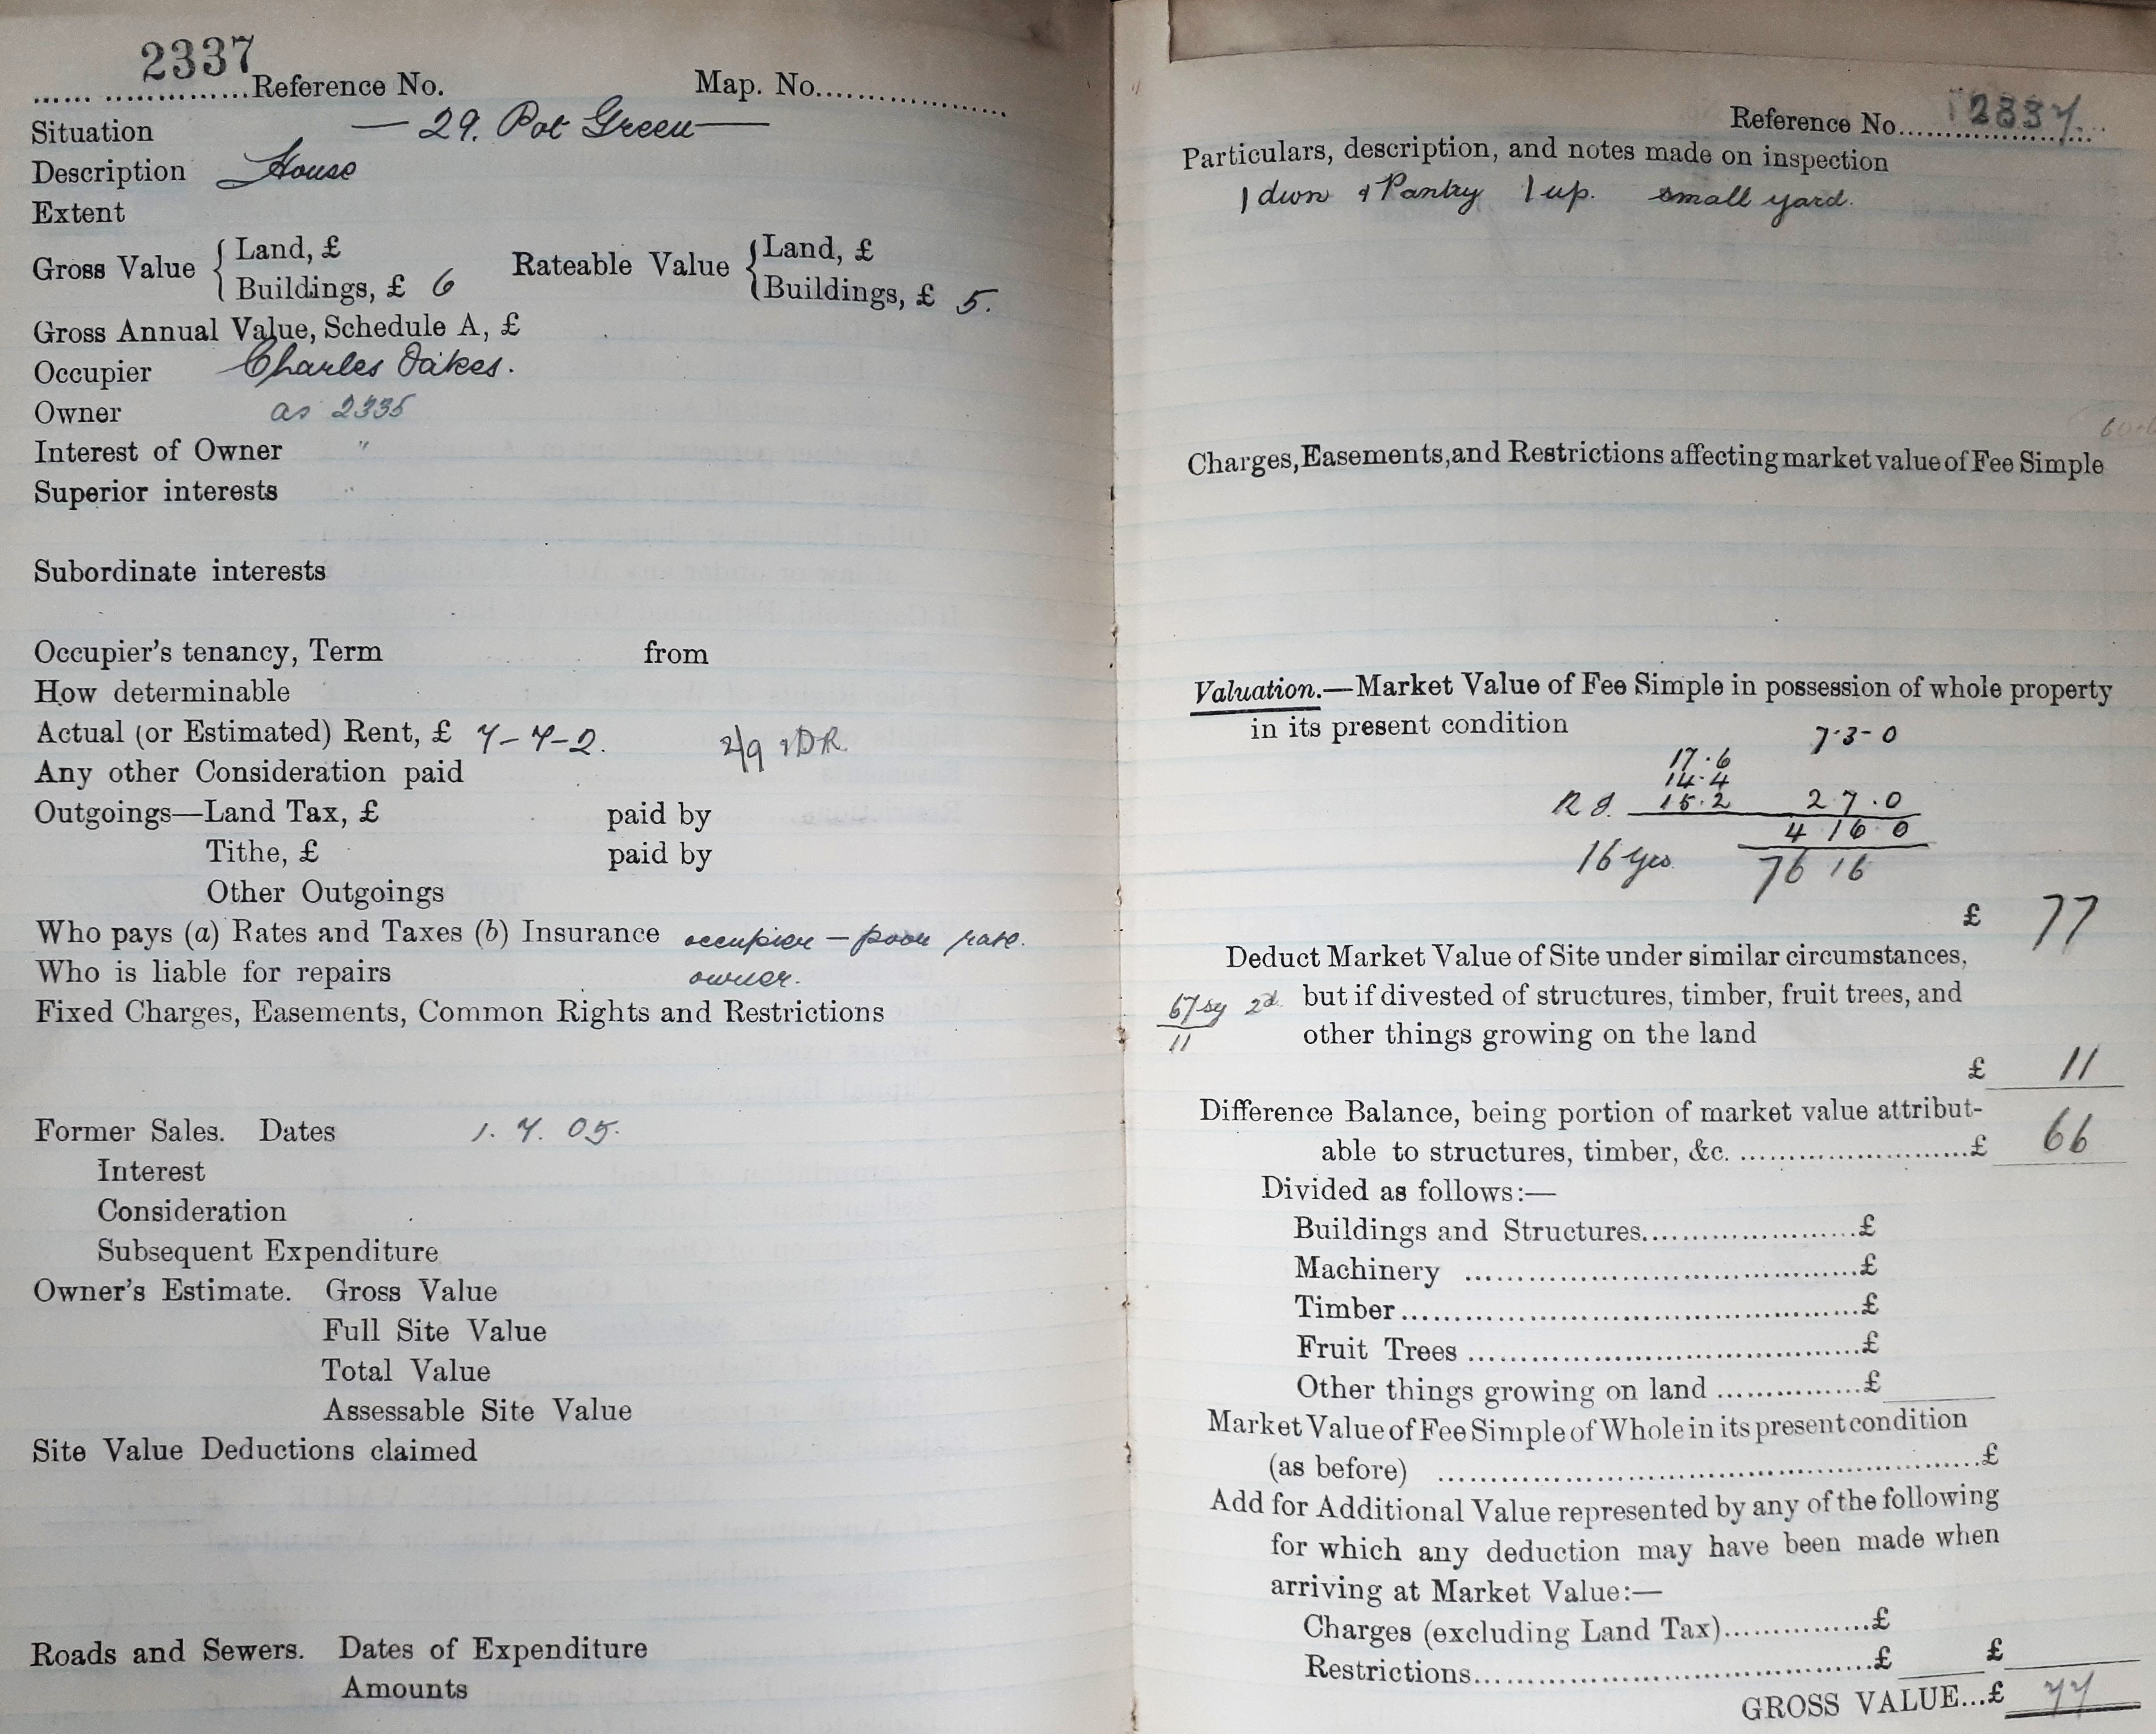 2337
Reference No. Map. No.
Situation — 29. Pot Green —
Description House
Extent
Gross Value { Land, £ Rateable Value { Land, £
Buildings, £ 6 Buildings, £ 5.
Gross Annual Value, Schedule A, £
Occupier Charles Oakes.
Owner as 2335
Interest of Owner "
Superior interests "
Subordinate interests
Occupier's tenancy, Term from
How determinable
Actual (or Estimated) Rent, £ 7-7-2. 2/9
Any other Consideration paid
Outgoings—Land Tax, £ paid by
Tithe, £ paid by
Other Outgoings
Who pays (a) Rates and Taxes (b) Insurance occupier – poor rate.
Who is liable for repairs owner.
Fixed Charges, Easements, Common Rights and Restrictions
Former Sales. Dates 1. 7. 05.
Interest
Consideration
Subsequent Expenditure
Owner's Estimate. Gross Value
Full Site Value
Total Value
Assessable Site Value
Site Value Deductions claimed
Roads and Sewers. Dates of Expenditure
Amounts
Reference No. 2337
Particulars, description, and notes made on inspection
1 down & Pantry 1 up. small yard.
Charges, Easements, and Restrictions affecting market value of Fee Simple
Valuation.—Market Value of Fee Simple in possession of whole property
in its present condition 7-3-0
17.6
14.4
15.2 2.7.0
4 16 0
16 yrs 76 16
£ 77
Deduct Market Value of Site under similar circumstances,
67 sy 2d but if divested of structures, timber, fruit trees, and
11 other things growing on the land
£ 11
Difference Balance, being portion of market value attribut-
able to structures, timber, &c. £ 66
Divided as follows:—
Buildings and Structures £
Machinery £
Timber £
Fruit Trees £
Other things growing on land £
Market Value of Fee Simple of Whole in its present condition
(as before) £
Add for Additional Value represented by any of the following
for which any deduction may have been made when
arriving at Market Value:—
Charges (excluding Land Tax) £
Restrictions £ £
GROSS VALUE...£ 77